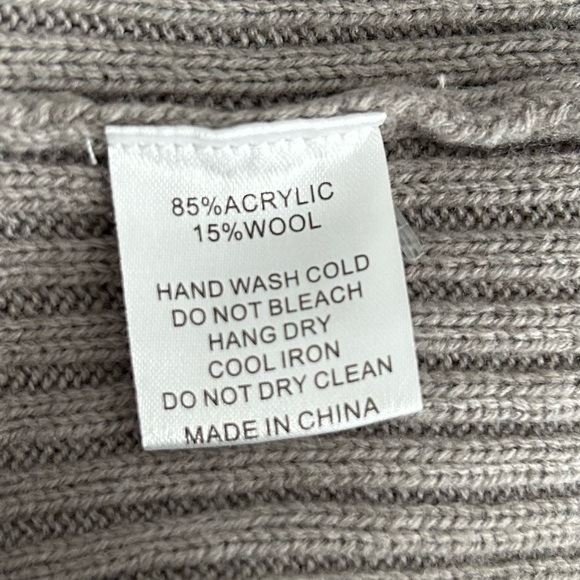 85%ACRYLIC
15%WOOL
HAND WASH COLD
DO NOT BLEACH
HANG DRY
COOL IRON
DO NOT DRY CLEAN
MADE IN CHINA